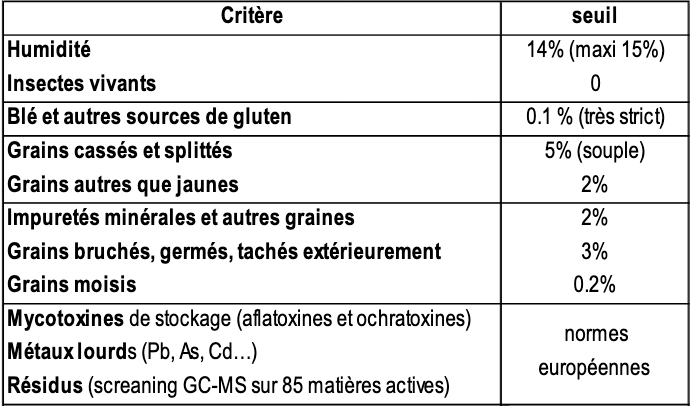 Critère seuil
Humidité 14% (maxi 15%)
Insectes vivants 0
Blé et autres sources de gluten 0.1 % (très strict)
Grains cassés et splittés 5% (souple)
Grains autres que jaunes 2%
Impuretés minérales et autres graines 2%
Grains bruchés, germés, tachés extérieurement 3%
Grains moisis 0.2%
Mycotoxines de stockage (aflatoxines et ochratoxines)
Métaux lourds (Pb, As, Cd…)
Résidus (screaning GC-MS sur 85 matières actives)
normes
européennes